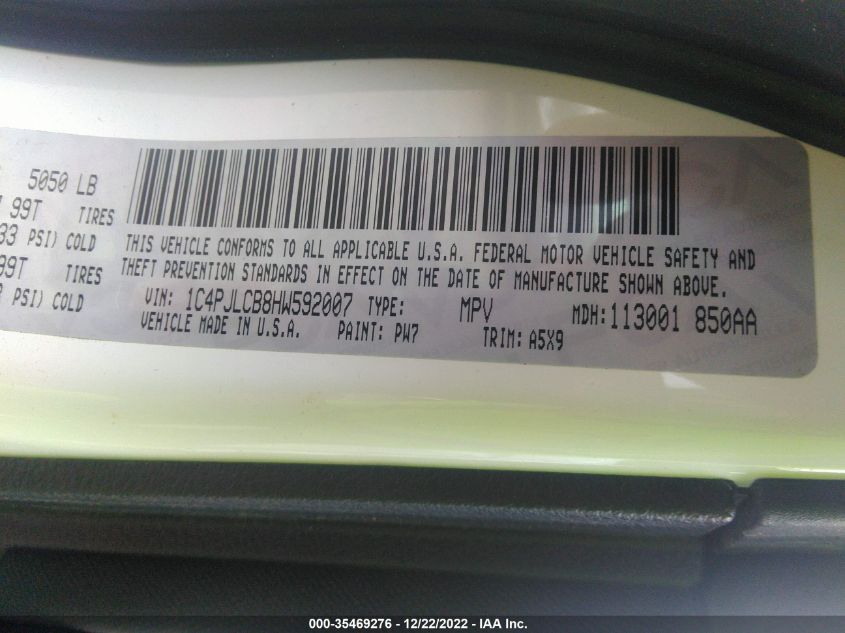 5050 LB
99T TIRES
33 PSI) COLD
99T TIRES
PSI) COLD
THIS VEHICLE CONFORMS TO ALL APPLICABLE U.S.A. FEDERAL MOTOR VEHICLE SAFETY AND
THEFT PREVENTION STANDARDS IN EFFECT ON THE DATE OF MANUFACTURE SHOWN ABOVE.
VIN: 1C4PJLCB8HW592007 TYPE: MPV MDH:113001 850AA
VEHICLE MADE IN U.S.A. PAINT: PW7 TRIM: A5X9
000-35469276 - 12/22/2022 - IAA Inc.